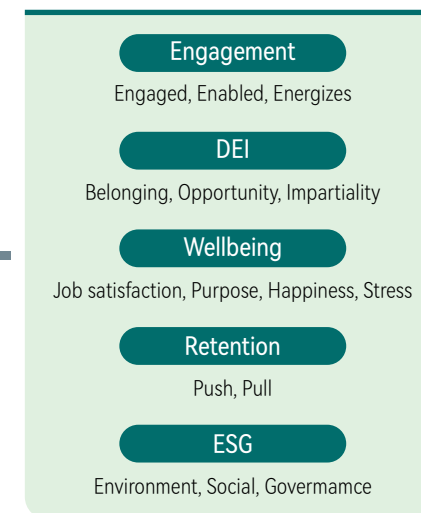 Engagement
Engaged, Enabled, Energizes
DEI
Belonging, Opportunity, Impartiality
Wellbeing
Job satisfaction, Purpose, Happiness, Stress
Retention
Push, Pull
ESG
Environment, Social, Govermamce